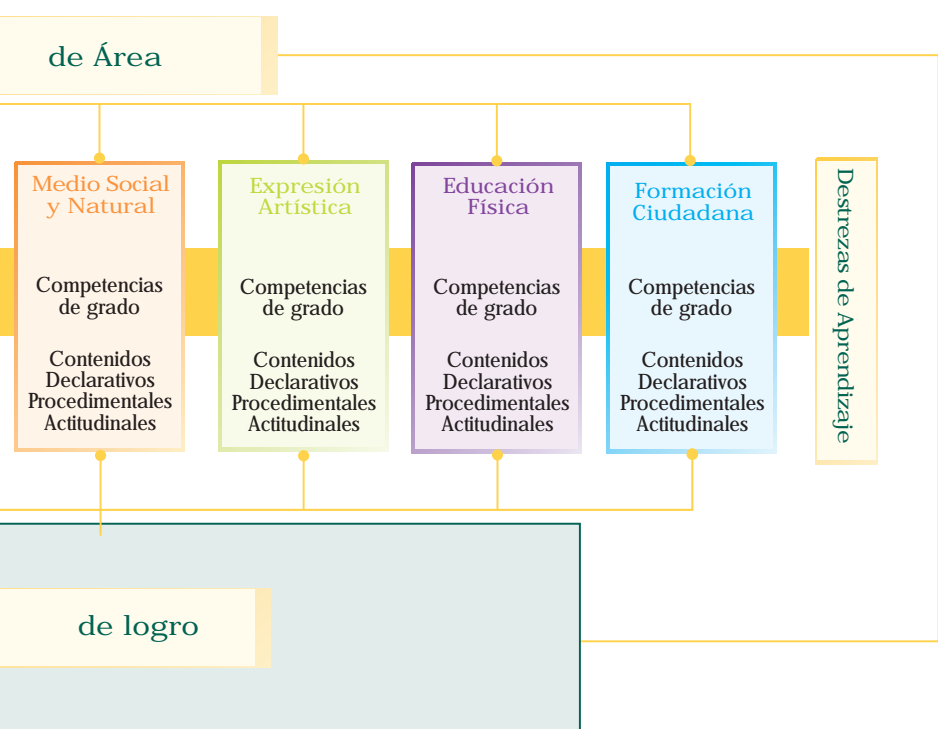 de Área
Medio Social
y Natural
Competencias
de grado
Contenidos
Declarativos
Procedimentales
Actitudinales
Expresión
Artística
Competencias
de grado
Contenidos
Declarativos
Procedimentales
Actitudinales
Educación
Física
Competencias
de grado
Contenidos
Declarativos
Procedimentales
Actitudinales
Formación
Ciudadana
Competencias
de grado
Contenidos
Declarativos
Procedimentales
Actitudinales
Destrezas de Aprendizaje
de logro